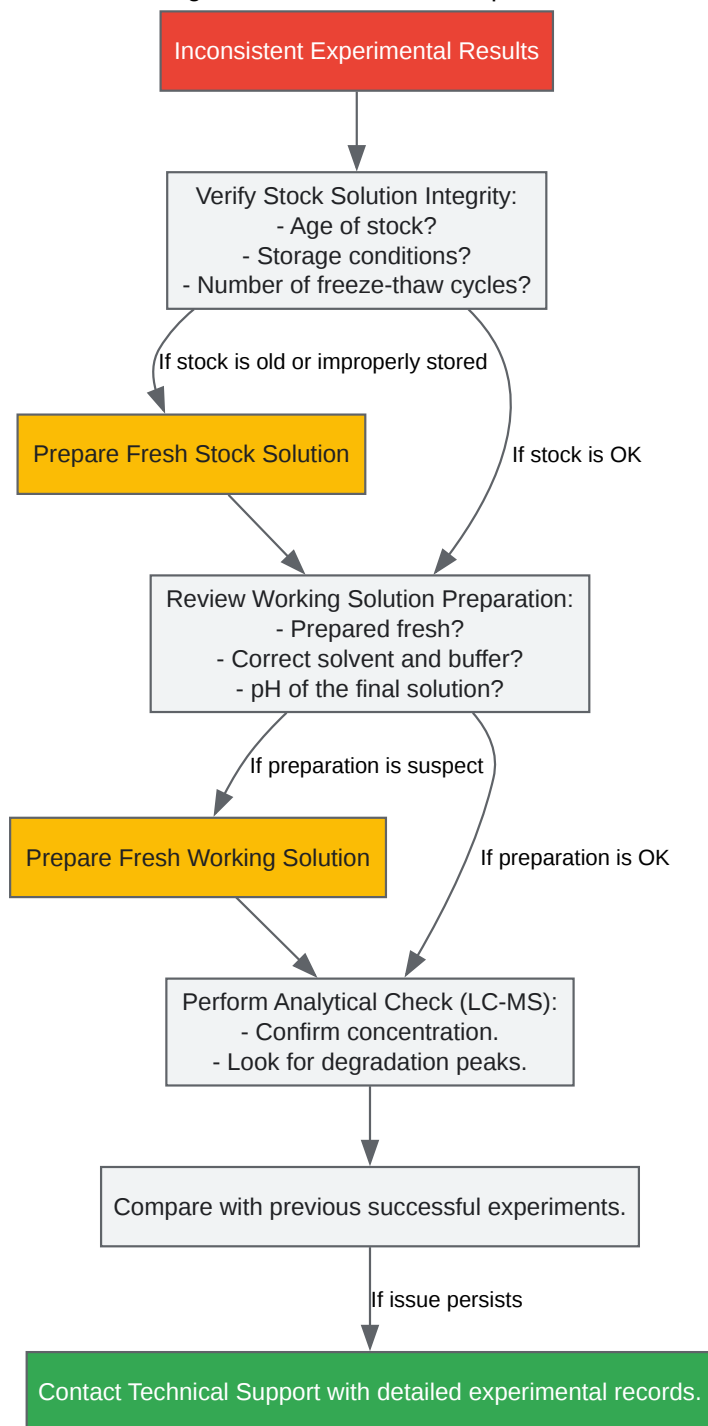 Inconsistent Experimental Results
Verify Stock Solution Integrity:
- Age of stock?
- Storage conditions?
- Number of freeze-thaw cycles?
If stock is old or improperly stored
Prepare Fresh Stock Solution
If stock is OK
Review Working Solution Preparation:
- Prepared fresh?
- Correct solvent and buffer?
- pH of the final solution?
If preparation is suspect
Prepare Fresh Working Solution
If preparation is OK
Perform Analytical Check (LC-MS):
- Confirm concentration.
- Look for degradation peaks.
Compare with previous successful experiments.
If issue persists
Contact Technical Support with detailed experimental records.